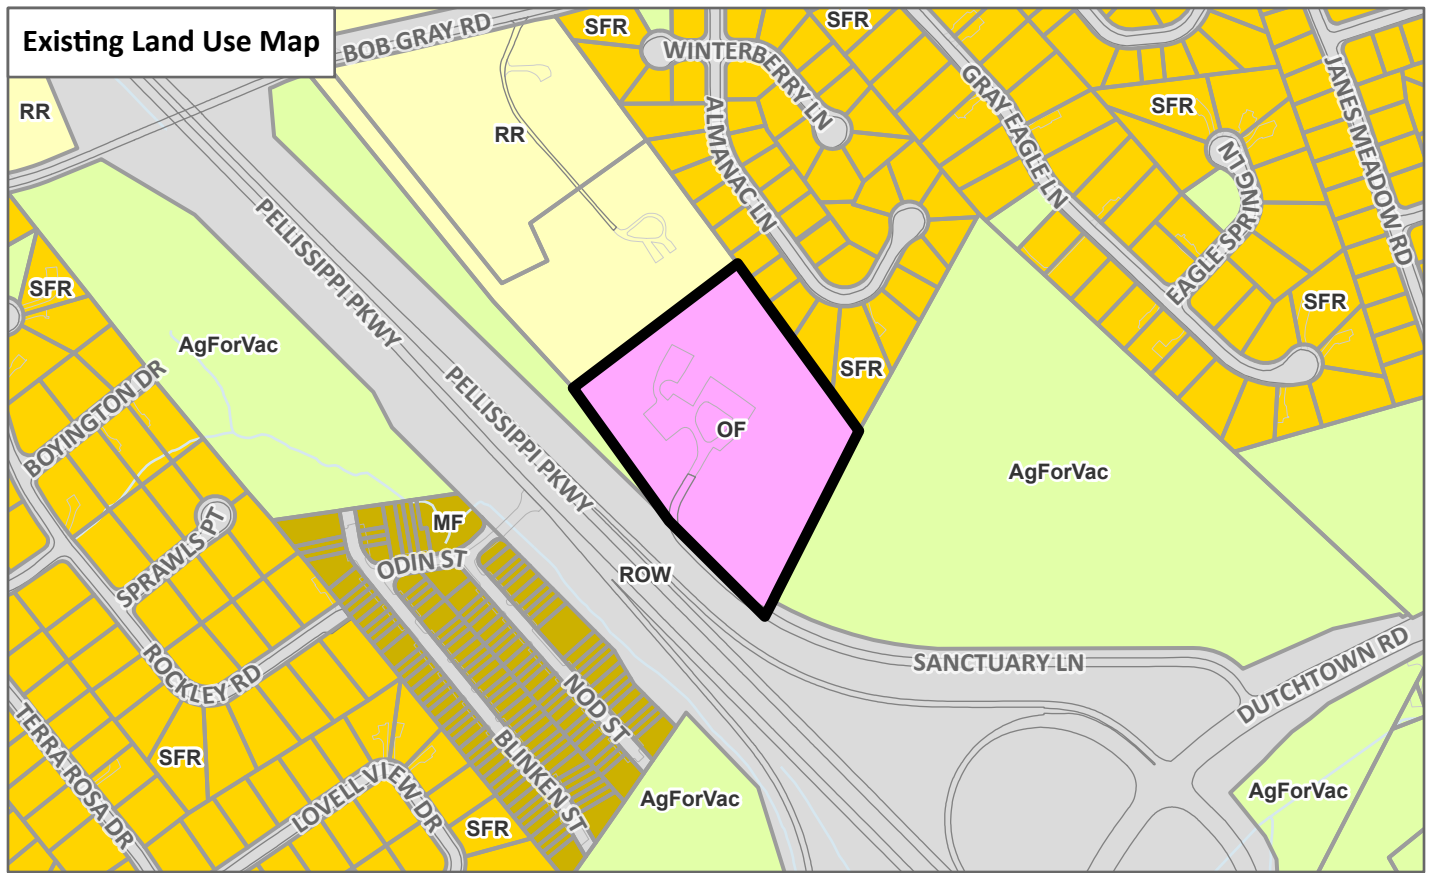 Existing Land Use Map
BOB GRAY RD
SFR
SFR
WINTERBERRY LN
GRAY EAGLE LN
JANES MEADOW RD
RR
RR
SFR
ALMANAC LN
EAGLE SPRING LN
PELLISSIPPI PKWY
SFR
SFR
AgForVac
PELLISSIPPI PKWY
SFR
BOYINGTON DR
OF
AgForVac
MF
SPRAWLS PT
ODIN ST
ROW
ROCKLEY RD
SANCTUARY LN
DUTCHTOWN RD
NOD ST
TERRA ROSA DR
BLINKEN ST
SFR
LOVELL VIEW DR
AgForVac
AgForVac
SFR